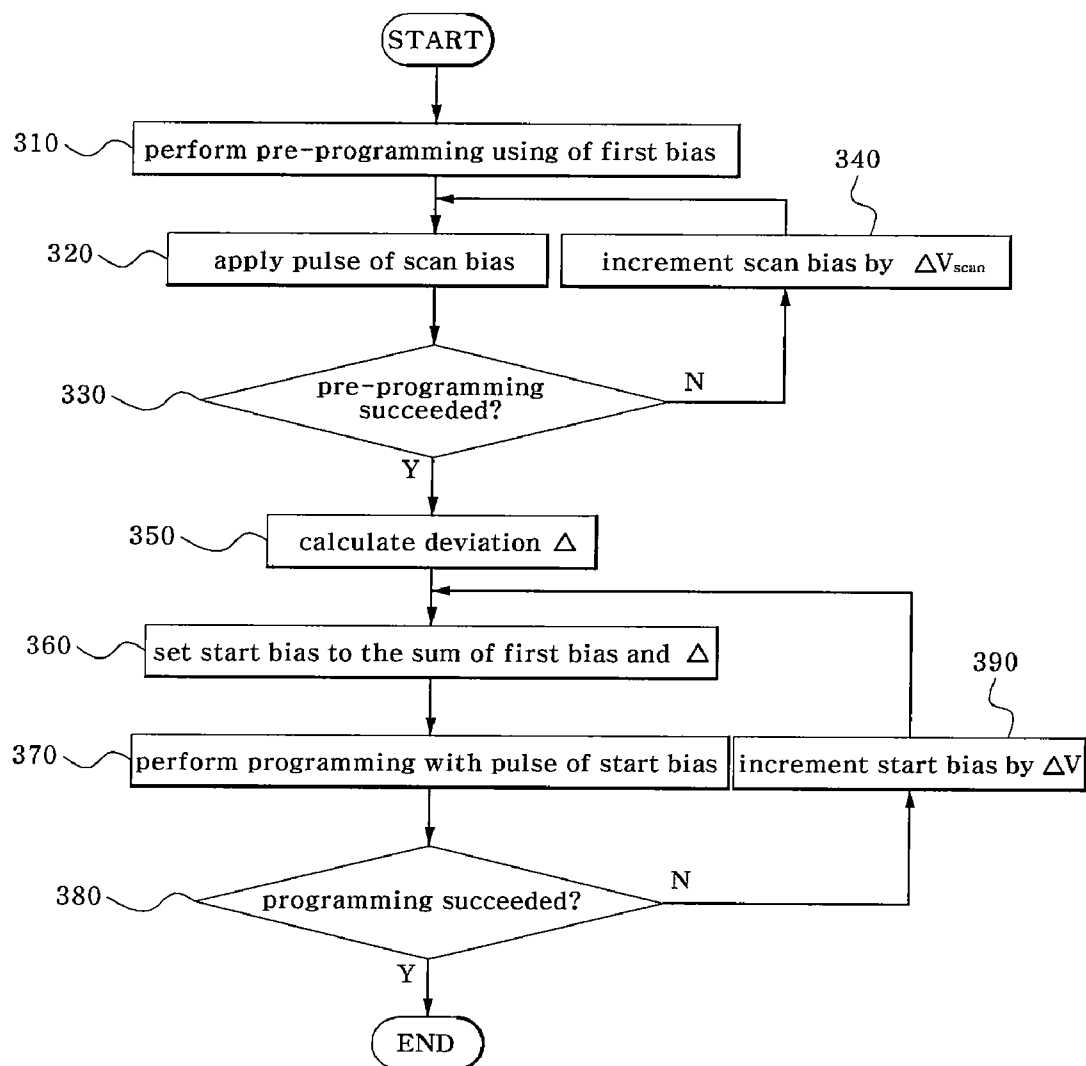 START
310
perform pre-programming using of first bias
340
320
apply pulse of scan bias
increment scan bias by △Vscan
330
pre-programming
succeeded?
N
Y
350
calculate deviation △
360
set start bias to the sum of first bias and △
390
370
perform programming with pulse of start bias
increment start bias by △V
380
programming succeeded?
N
Y
END